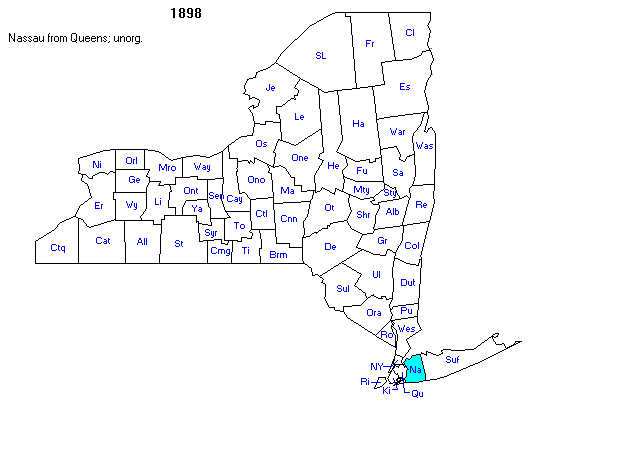 1898
Nassau from Queens; unorg.
Cl
Fr
SL
Es
Je
Le
Ha
War
Was
Os
One
He
Fu
Sa
Ni
Orl
Mro
Way
Ge
Ono
Ma
Mty
Sty
Er
Wy
Li
Ont
Sen
Cay
Ya
Ctl
Cnn
Ot
Shr
Alb
Re
Syr
To
Ctq
Cat
All
St
Cmg
Ti
Brm
De
Gr
Col
Ul
Sul
Dut
Ora
Pu
Ro
Wes
NY
Na
Suf
Ri
Ki
Qu